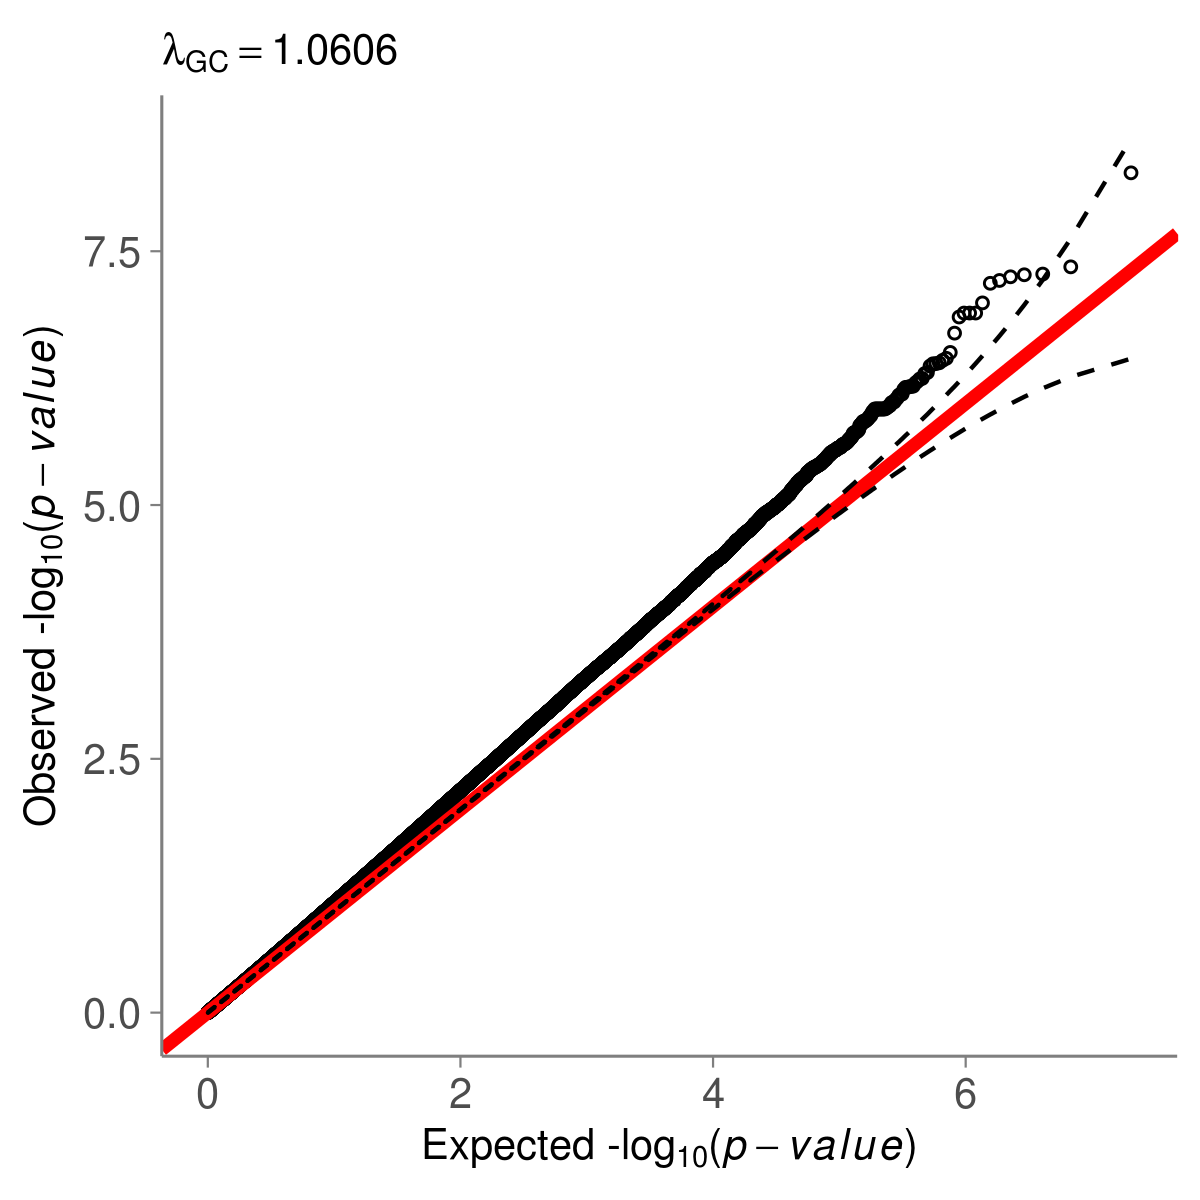 λGC = 1.0606
Observed -log10(p − value)
7.5
5.0
2.5
0.0
0 2 4 6
Expected -log10(p − value)